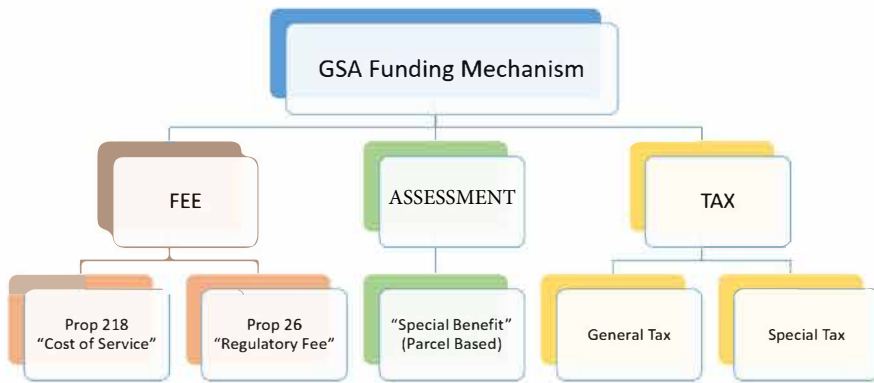 GSA Funding Mechanism
FEE
ASSESSMENT
TAX
Prop 218
“Cost of Service”
Prop 26
“Regulatory Fee”
“Special Benefit”
(Parcel Based)
General Tax
Special Tax